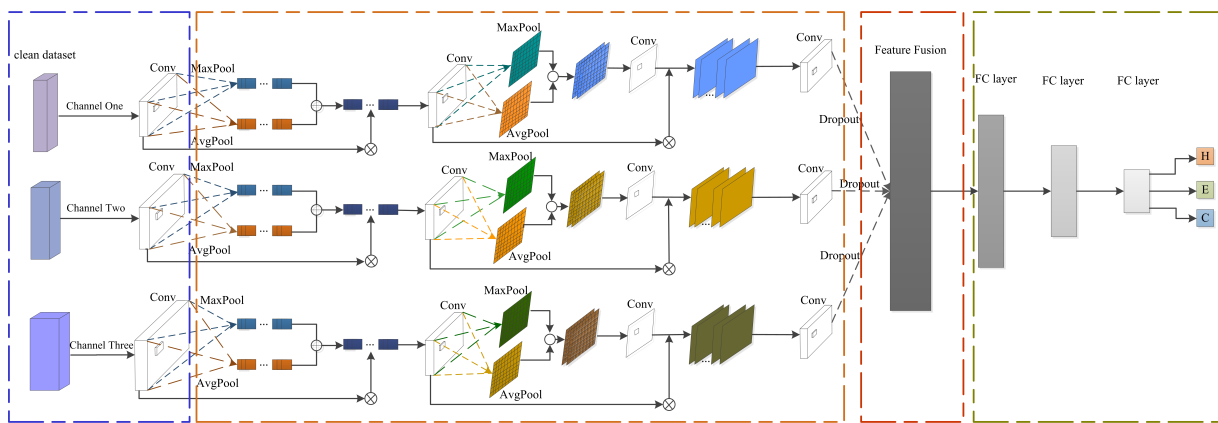 clean dataset
Channel One
Conv
MaxPool
...
...
AvgPool
...
Conv
MaxPool
AvgPool
Conv
...
Conv
Dropout
Channel Two
Conv
MaxPool
...
...
AvgPool
...
Conv
MaxPool
AvgPool
Conv
...
Conv
Dropout
Channel Three
Conv
MaxPool
...
...
AvgPool
...
Conv
MaxPool
AvgPool
Conv
...
Conv
Dropout
Feature Fusion
FC layer
FC layer
FC layer
H
E
C